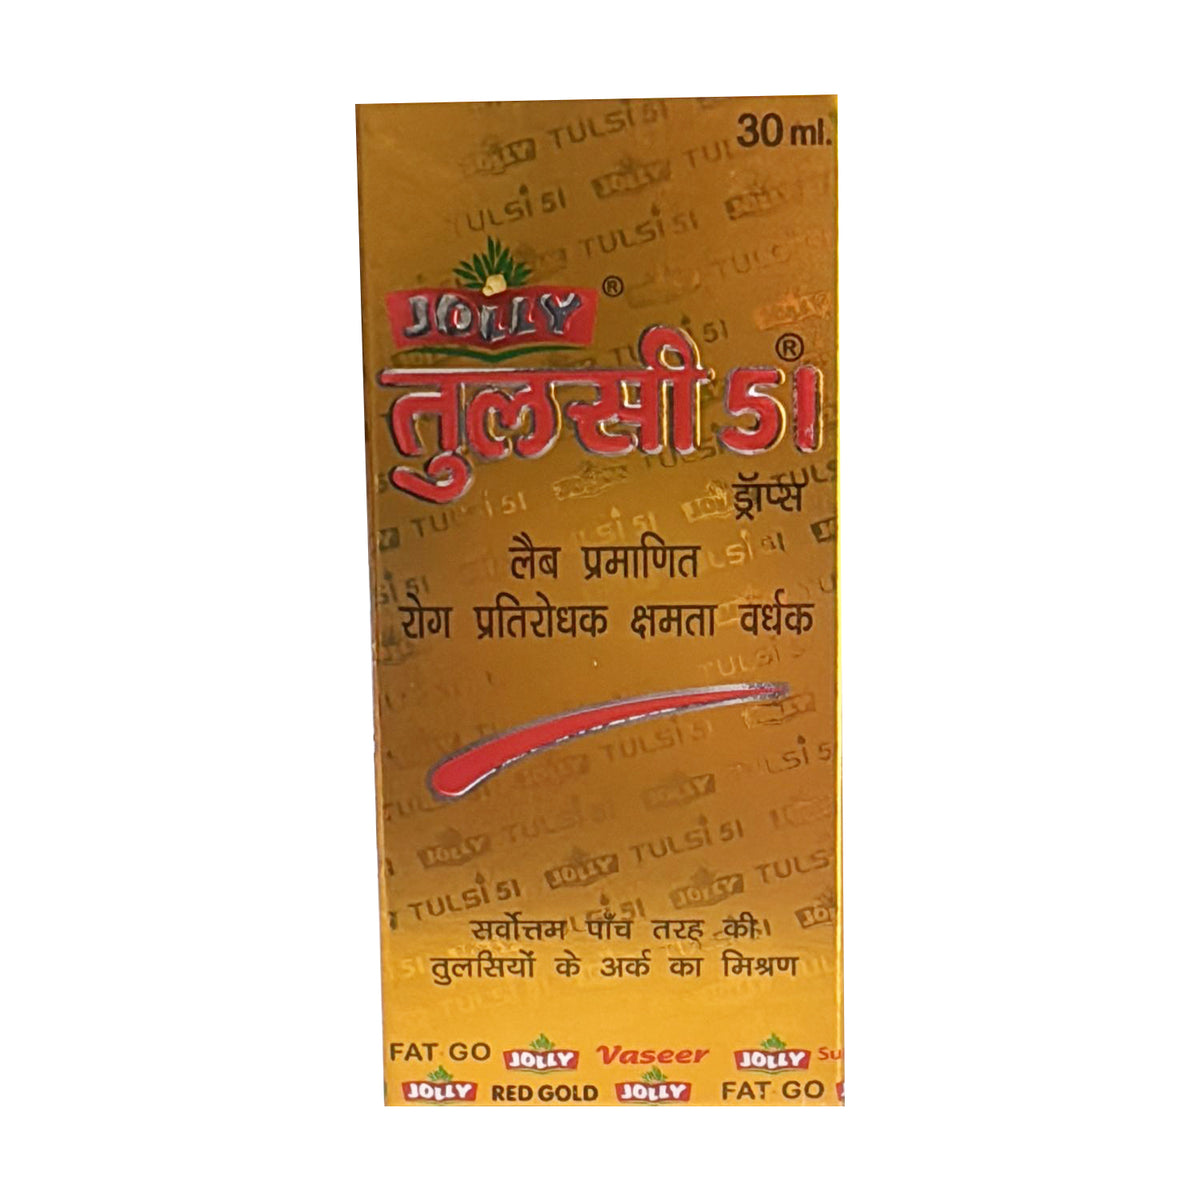 30 ml.
JOLLY ®
तुलसी 51 ®
ड्रॉप्स
लैब प्रमाणित
रोग प्रतिरोधक क्षमता वर्धक
सर्वोत्तम पाँच तरह की
तुलसियों के अर्क का मिश्रण
FAT GO JOLLY Vaseer JOLLY
JOLLY RED GOLD JOLLY FAT GO